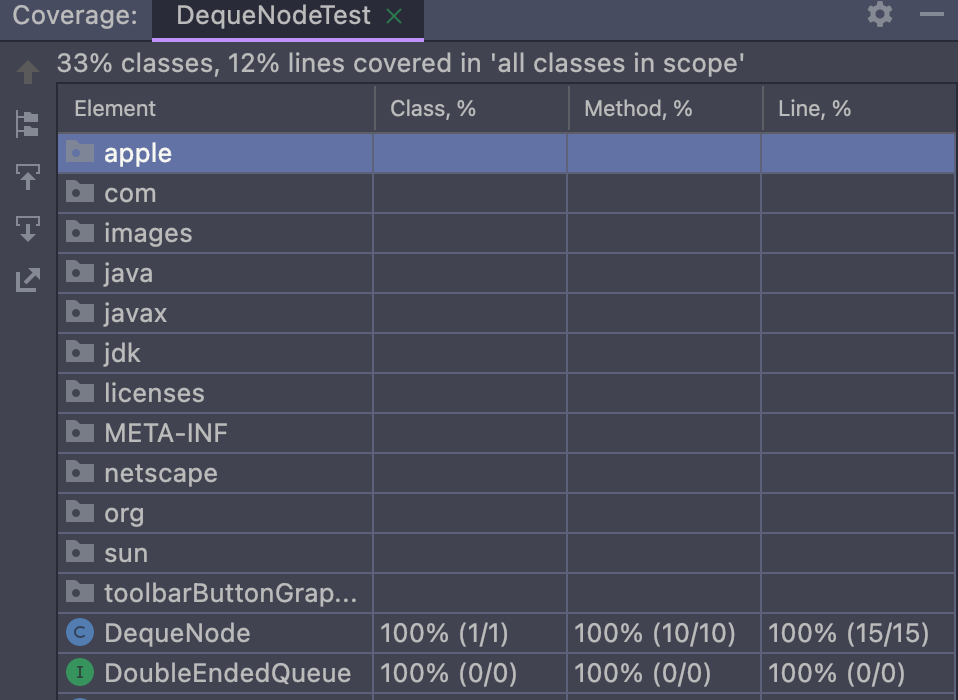 Coverage: DequeNodeTest
33% classes, 12% lines covered in 'all classes in scope'
Element Class, % Method, % Line, %
apple
com
images
java
javax
jdk
licenses
META-INF
netscape
org
sun
toolbarButtonGrap...
C DequeNode 100% (1/1) 100% (10/10) 100% (15/15)
I DoubleEndedQueue 100% (0/0) 100% (0/0) 100% (0/0)